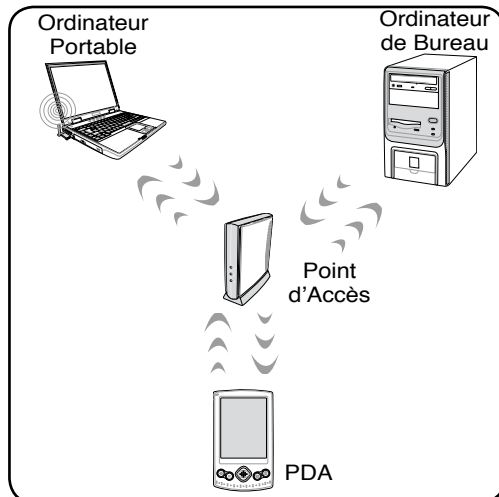 Ordinateur
Portable
Ordinateur
de Bureau
Point
d'Accès
PDA